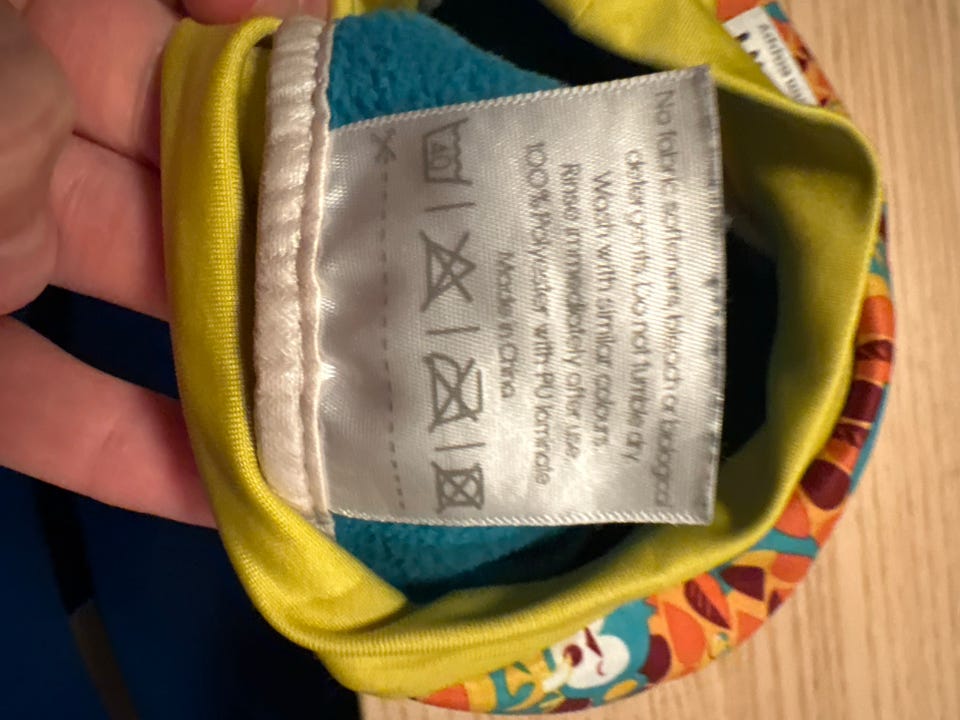 No fabric softeners, bleach or biological
detergents. Do not tumble dry.
Wash with similar colours.
Rinse immediately after use.
100% Polyester with PU laminate
Made in China
40